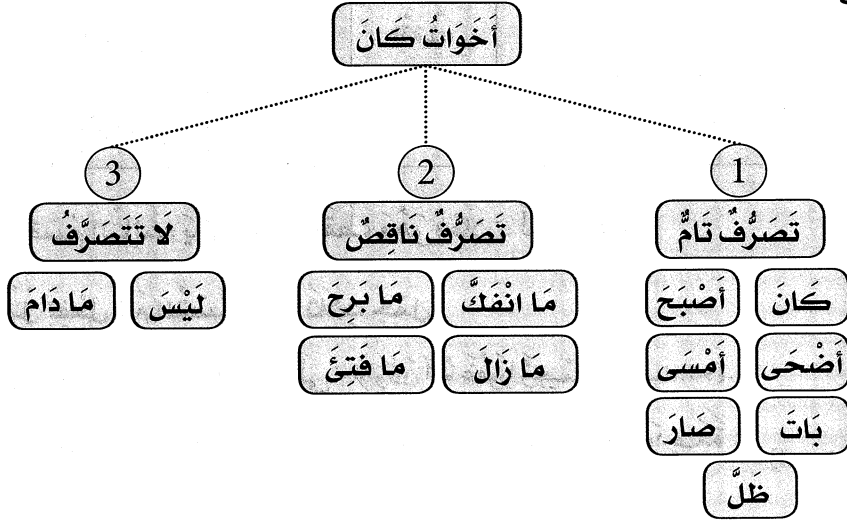 أَخَوَاتُ كَانَ
1
2
3
تَصَرُّفٌ تَامٌّ
تَصَرُّفٌ نَاقِصٌ
لَا تَتَصَرَّفُ
كَانَ
أَصْبَحَ
أَضْحَى
أَمْسَى
بَاتَ
صَارَ
ظَلَّ
مَا انْفَكَّ
مَا بَرِحَ
مَا زَالَ
مَا فَتِئَ
لَيْسَ
مَا دَامَ